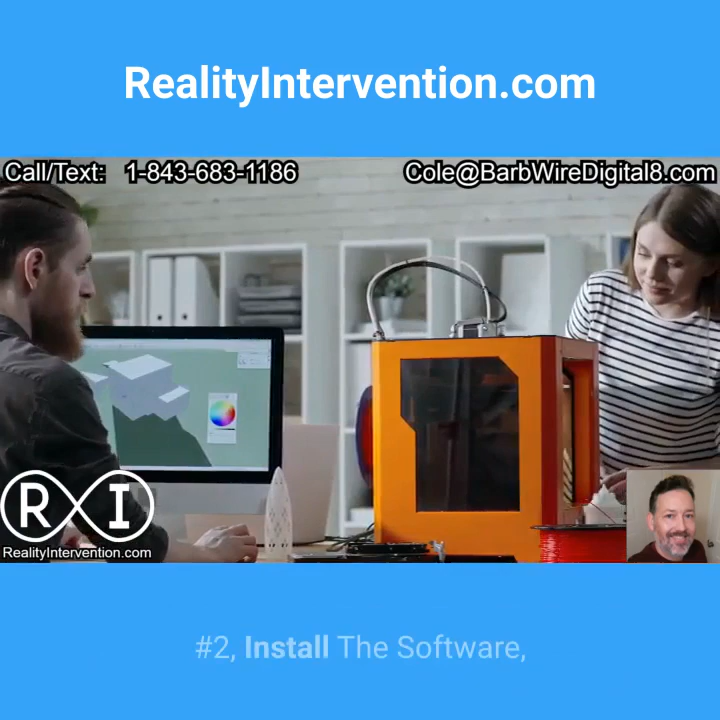 RealityIntervention.com
Call/Text: 1-843-683-1186
Cole@BarbWireDigital8.com
R I
RealityIntervention.com
#2, Install The Software,